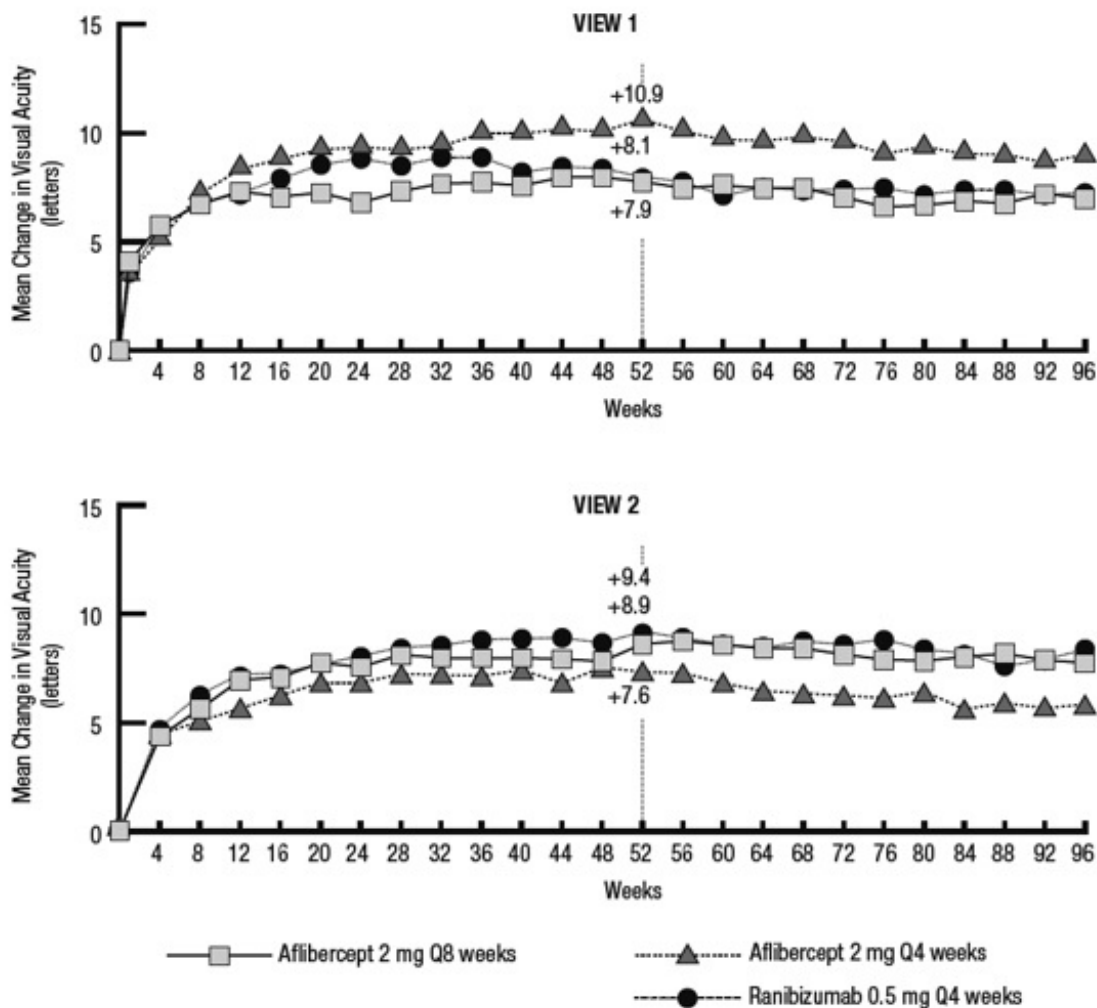 VIEW 1
15
10
5
0
Mean Change in Visual Acuity
(letters)
+10.9
+8.1
+7.9
4 8 12 16 20 24 28 32 36 40 44 48 52 56 60 64 68 72 76 80 84 88 92 96
Weeks
VIEW 2
15
10
5
0
Mean Change in Visual Acuity
(letters)
+9.4
+8.9
+7.6
4 8 12 16 20 24 28 32 36 40 44 48 52 56 60 64 68 72 76 80 84 88 92 96
Weeks
Aflibercept 2 mg Q8 weeks
Aflibercept 2 mg Q4 weeks
Ranibizumab 0.5 mg Q4 weeks